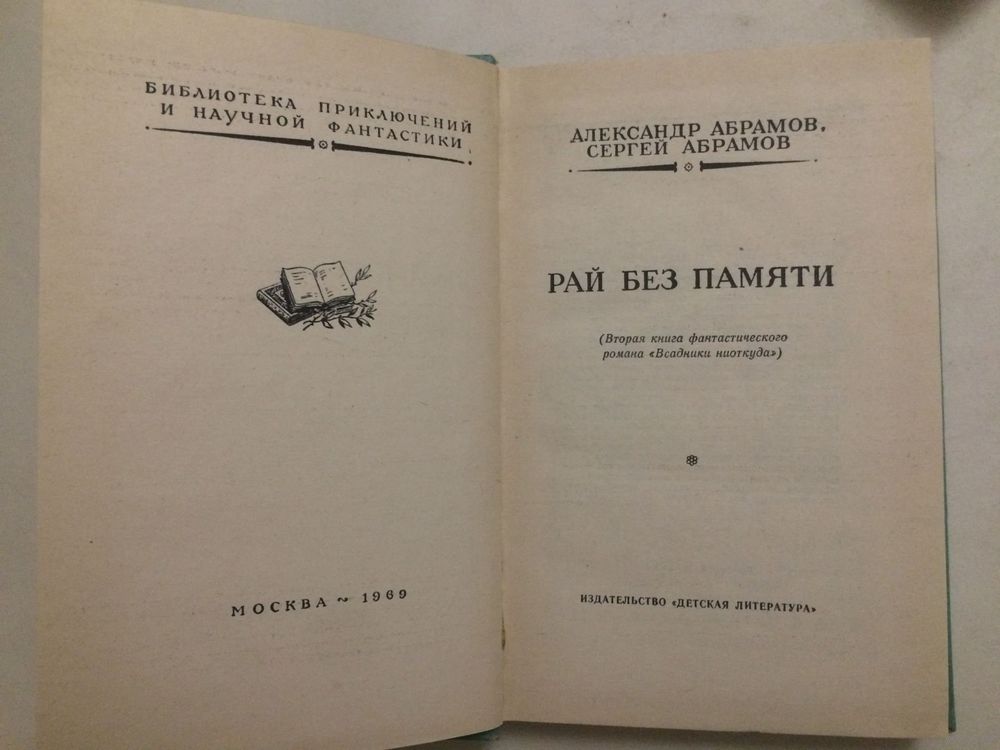 БИБЛИОТЕКА ПРИКЛЮЧЕНИЙ
И НАУЧНОЙ ФАНТАСТИКИ
МОСКВА ~ 1969
АЛЕКСАНДР АБРАМОВ,
СЕРГЕЙ АБРАМОВ
РАЙ БЕЗ ПАМЯТИ
(Вторая книга фантастического
романа «Всадники ниоткуда»)
ИЗДАТЕЛЬСТВО «ДЕТСКАЯ ЛИТЕРАТУРА»